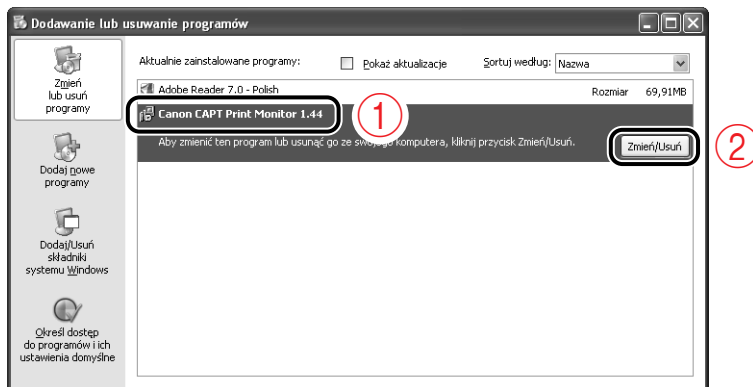 Dodawanie lub usuwanie programów
Zmień
lub usuń
programy
Dodaj nowe
programy
Dodaj/Usuń
składniki
systemu Windows
Określ dostęp
do programów i ich
ustawienia domyślne
Aktualnie zainstalowane programy:
Pokaż aktualizacje
Sortuj według: Nazwa
Adobe Reader 7.0 - Polish Rozmiar 69,91MB
Canon CAPT Print Monitor 1.44
1
Aby zmienić ten program lub usunąć go ze swojego komputera, kliknij przycisk Zmień/Usuń.
Zmień/Usuń
2